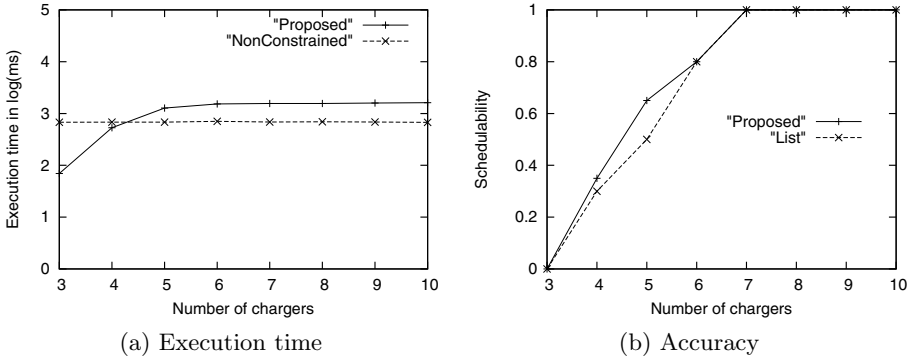 5
4
3
2
1
0
3 4 5 6 7 8 9 10
Execution time in log(ms)
Number of chargers
"Proposed"
"NonConstrained"
(a) Execution time
1
0.8
0.6
0.4
0.2
0
3 4 5 6 7 8 9 10
Schedulability
Number of chargers
"Proposed"
"List"
(b) Accuracy